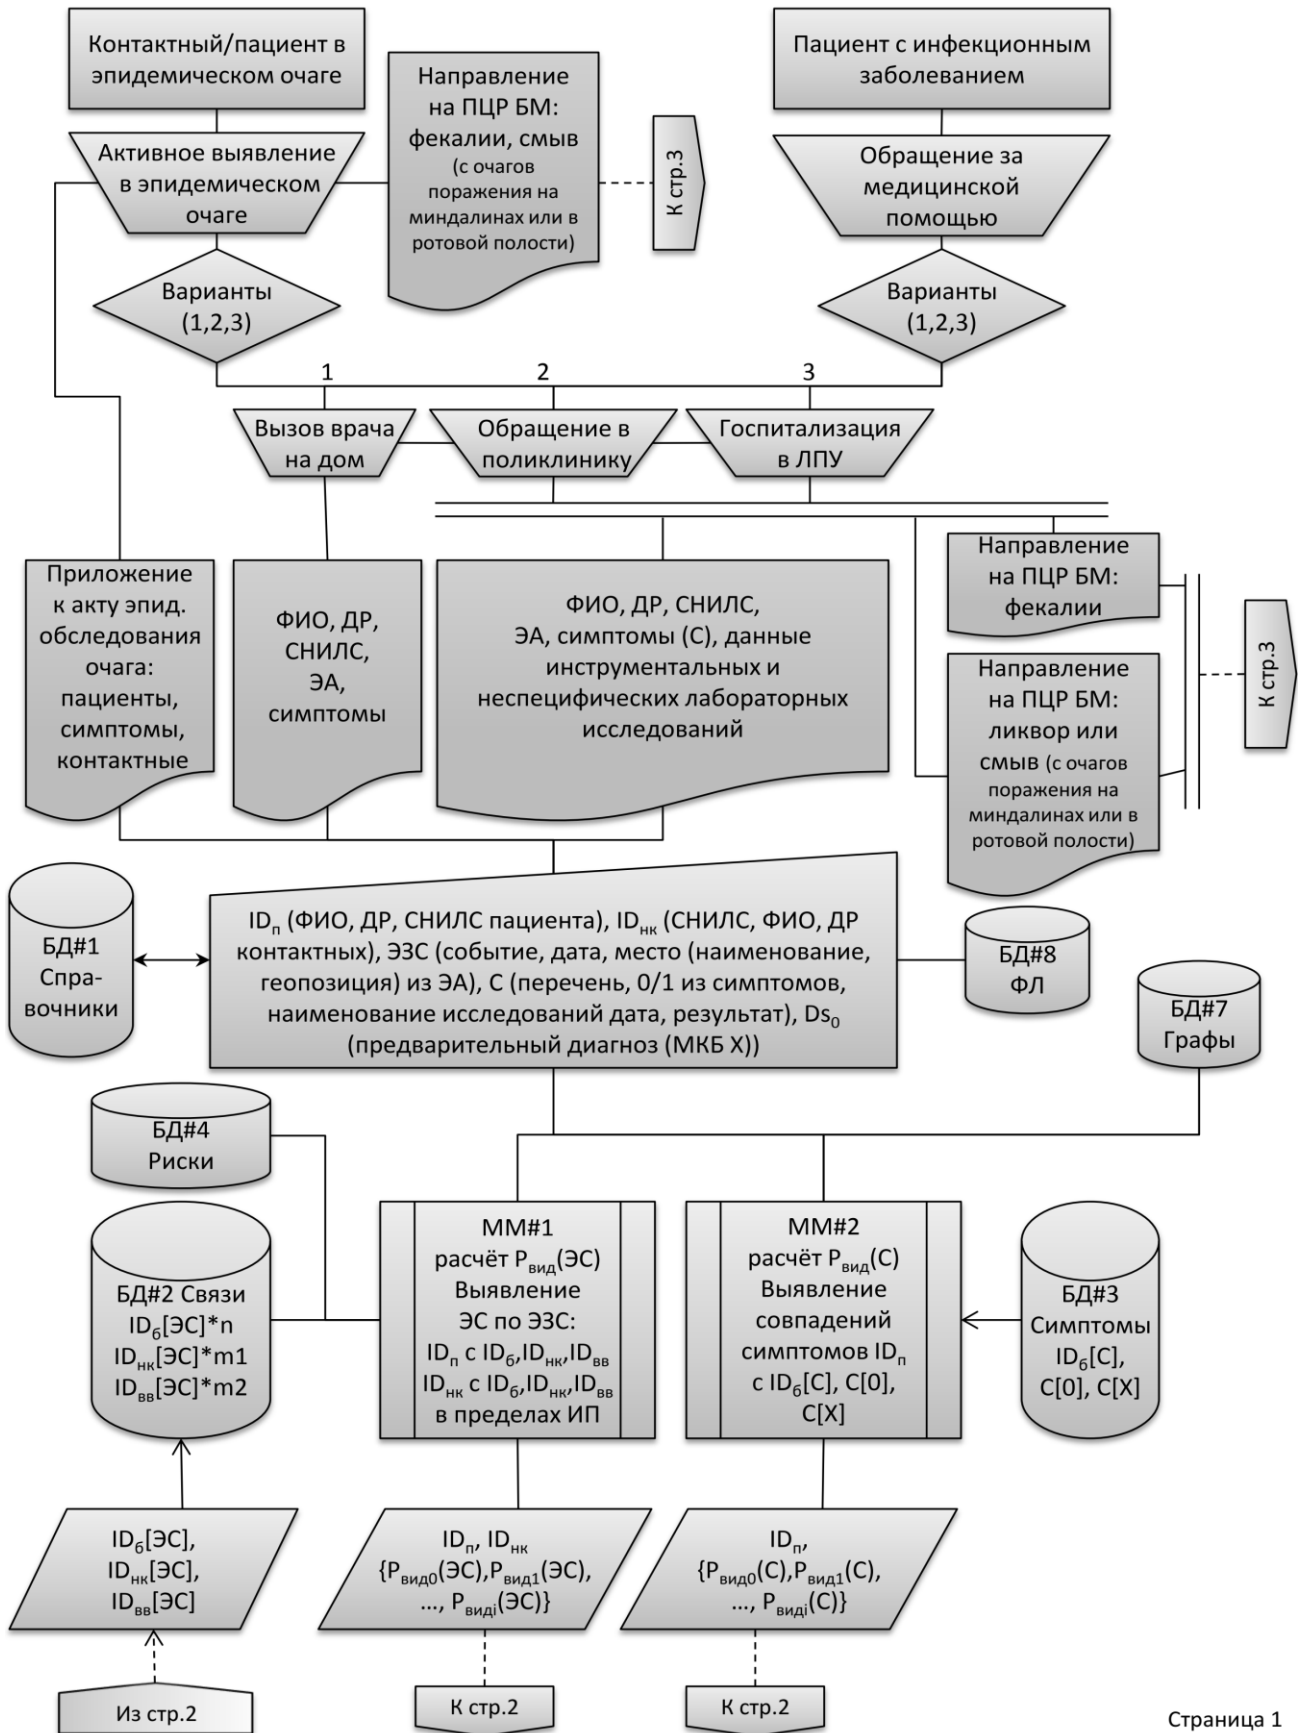 Контактный/пациент в
эпидемическом очаге
Направление
на ПЦР БМ:
фекалии, смыв
(с очагов
поражения на
миндалинах или в
ротовой полости)
К стр.3
Пациент с инфекционным
заболеванием
Активное выявление
в эпидемическом
очаге
Обращение за
медицинской
помощью
Варианты
(1,2,3)
Варианты
(1,2,3)
1
2
3
Вызов врача
на дом
Обращение в
поликлинику
Госпитализация
в ЛПУ
Приложение
к акту эпид.
обследования
очага:
пациенты,
симптомы,
контактные
ФИО, ДР,
СНИЛС,
ЭА,
симптомы
ФИО, ДР, СНИЛС,
ЭА, симптомы (С), данные
инструментальных и
неспецифических лабораторных
исследований
Направление
на ПЦР БМ:
фекалии
Направление
на ПЦР БМ:
ликвор или
смыв (с очагов
поражения на
миндалинах или в
ротовой полости)
К стр.3
БД#1
Спра-
вочники
IDп (ФИО, ДР, СНИЛС пациента), IDнк (СНИЛС, ФИО, ДР
контактных), ЭЗС (событие, дата, место (наименование,
геопозиция) из ЭА), С (перечень, 0/1 из симптомов,
наименование исследований дата, результат), Ds0
(предварительный диагноз (МКБ X))
БД#8
ФЛ
БД#7
Графы
БД#4
Риски
БД#2 Связи
IDб[ЭС]*n
IDнк[ЭС]*m1
IDвв[ЭС]*m2
ММ#1
расчёт Pвид(ЭС)
Выявление
ЭС по ЭЗС:
IDп с IDб,IDнк,IDвв
IDнк с IDб,IDнк,IDвв
в пределах ИП
ММ#2
расчёт Pвид(С)
Выявление
совпадений
симптомов IDп
с IDб[С], С[0],
С[X]
БД#3
Симптомы
IDб[С],
С[0], С[X]
IDб[ЭС],
IDнк[ЭС],
IDвв[ЭС]
IDп, IDнк
{Pвид0(ЭС),Pвид1(ЭС),
..., Pвидi(ЭС)}
IDп,
{Pвид0(С),Pвид1(С),
..., Pвидi(С)}
Из стр.2
К стр.2
К стр.2
Страница 1